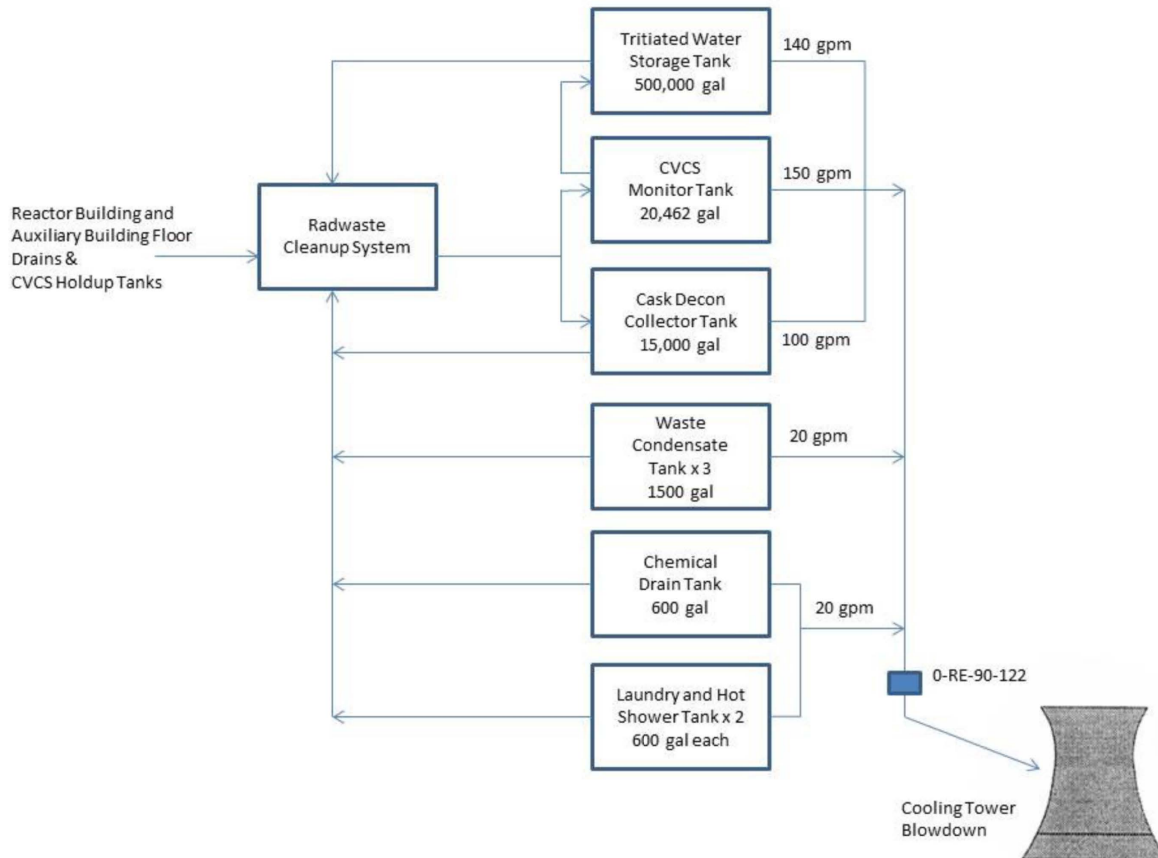 Tritiated Water
Storage Tank
500,000 gal
140 gpm
CVCS
Monitor Tank
20,462 gal
150 gpm
Reactor Building and
Auxiliary Building Floor
Drains &
CVCS Holdup Tanks
Radwaste
Cleanup System
Cask Decon
Collector Tank
15,000 gal
100 gpm
Waste
Condensate
Tank x 3
1500 gal
20 gpm
Chemical
Drain Tank
600 gal
20 gpm
Laundry and Hot
Shower Tank x 2
600 gal each
0-RE-90-122
Cooling Tower
Blowdown